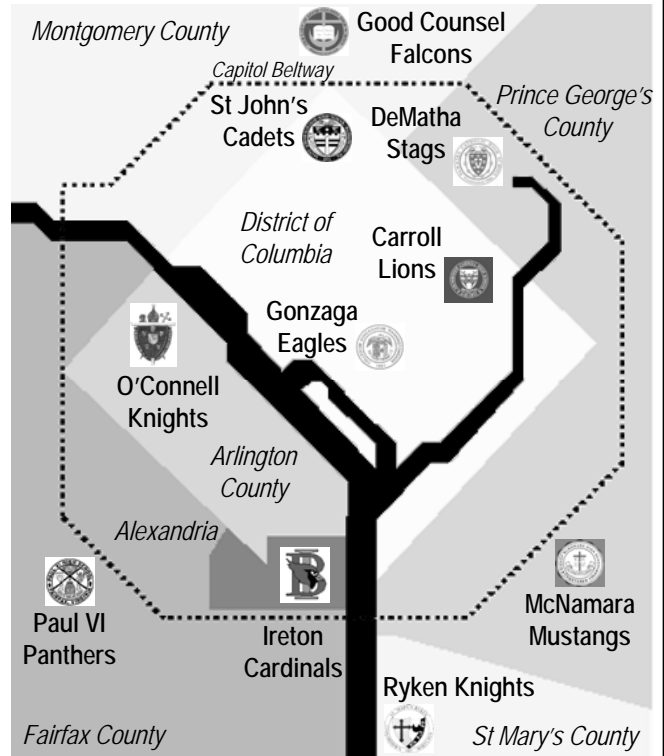 Montgomery County
Good Counsel
Falcons
Capitol Beltway
St John's
Cadets
DeMatha
Stags
Prince George's
County
District of
Columbia
Carroll
Lions
Gonzaga
Eagles
O'Connell
Knights
Arlington
County
Alexandria
Paul VI
Panthers
Ireton
Cardinals
McNamara
Mustangs
Ryken Knights
Fairfax County
St Mary's County